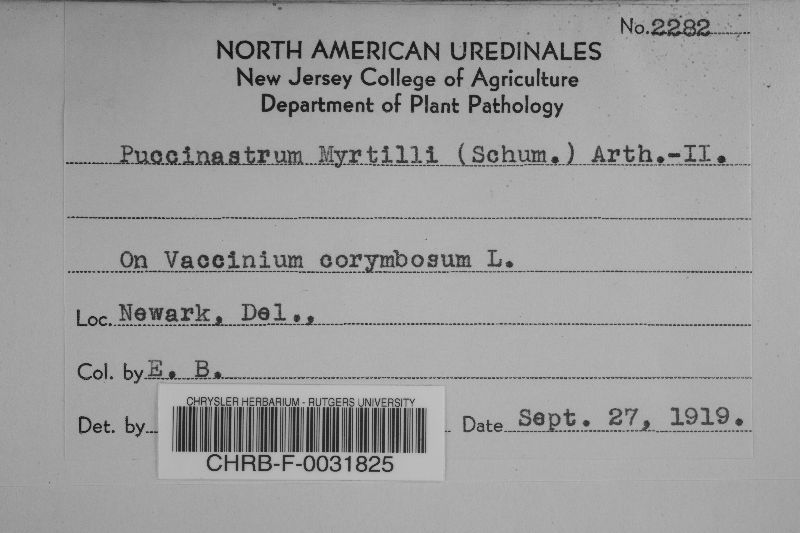 No. 2282
NORTH AMERICAN UREDINALES
New Jersey College of Agriculture
Department of Plant Pathology
Puccinastrum Myrtilli (Schum.) Arth.-II.
On Vaccinium corymbosum L.
Loc. Newark, Del.,
Col. by E. B.
Det. by
Date Sept. 27, 1919.
CHRYSLER HERBARIUM - RUTGERS UNIVERSITY
CHRB-F-0031825